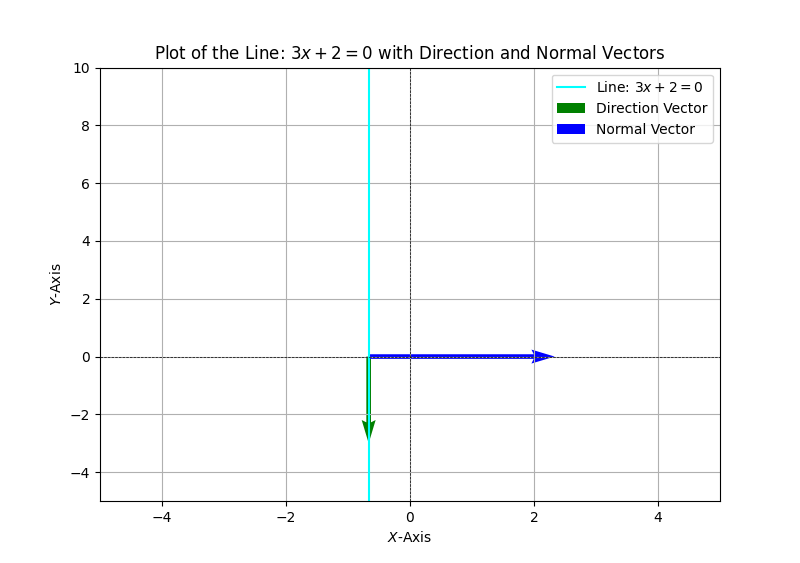 Plot of the Line: $3x + 2 = 0$ with Direction and Normal Vectors
Line: $3x + 2 = 0$
Direction Vector
Normal Vector
10
8
6
4
2
0
−2
−4
Y-Axis
−4 −2 0 2 4
X-Axis